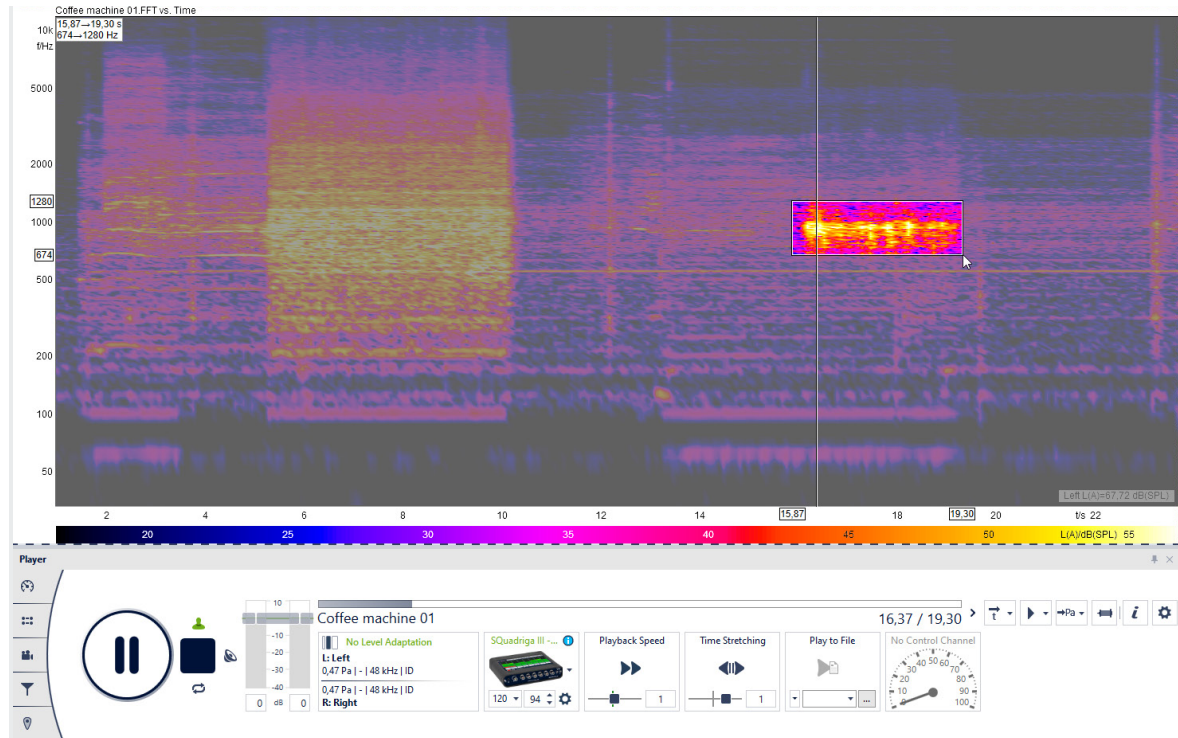 Coffee machine 01.FFT vs. Time
15,87→19,30 s
674→1280 Hz
10k
f/Hz
5000
2000
1280
1000
674
500
200
100
50
Left L(A)=67,72 dB(SPL)
2 4 6 8 10 12 14 15,87 18 19,30 20 t/s 22
20 25 30 35 40 45 50 L(A)/dB(SPL) 55
Player
10
-10
-20
-30
-40
0 dB 0
Coffee machine 01
16,37 / 19,30
→Pa
No Level Adaptation
L: Left
0,47 Pa | - | 48 kHz | ID
0,47 Pa | - | 48 kHz | ID
R: Right
SQuadriga III -...
120 94
Playback Speed
1
Time Stretching
1
Play to File
...
No Control Channel
0 10 20 30 40 50 60 70 80 90 100